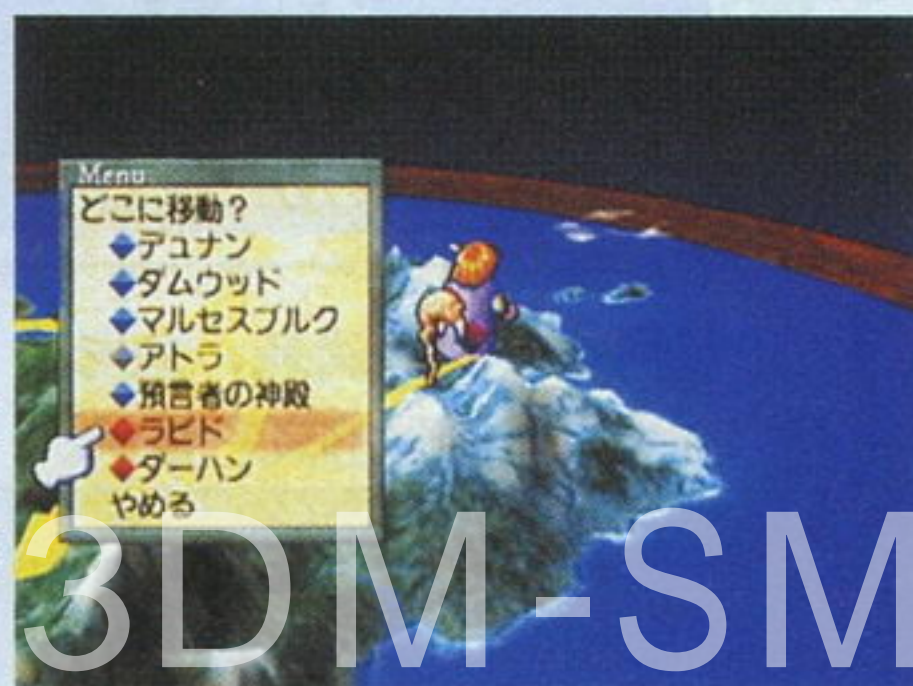 Menu
どこに移動？
デュナン
ダムウッド
マルセスブルク
アトラ
預言者の神殿
ラビド
ダーハン
やめる
3DM-SM